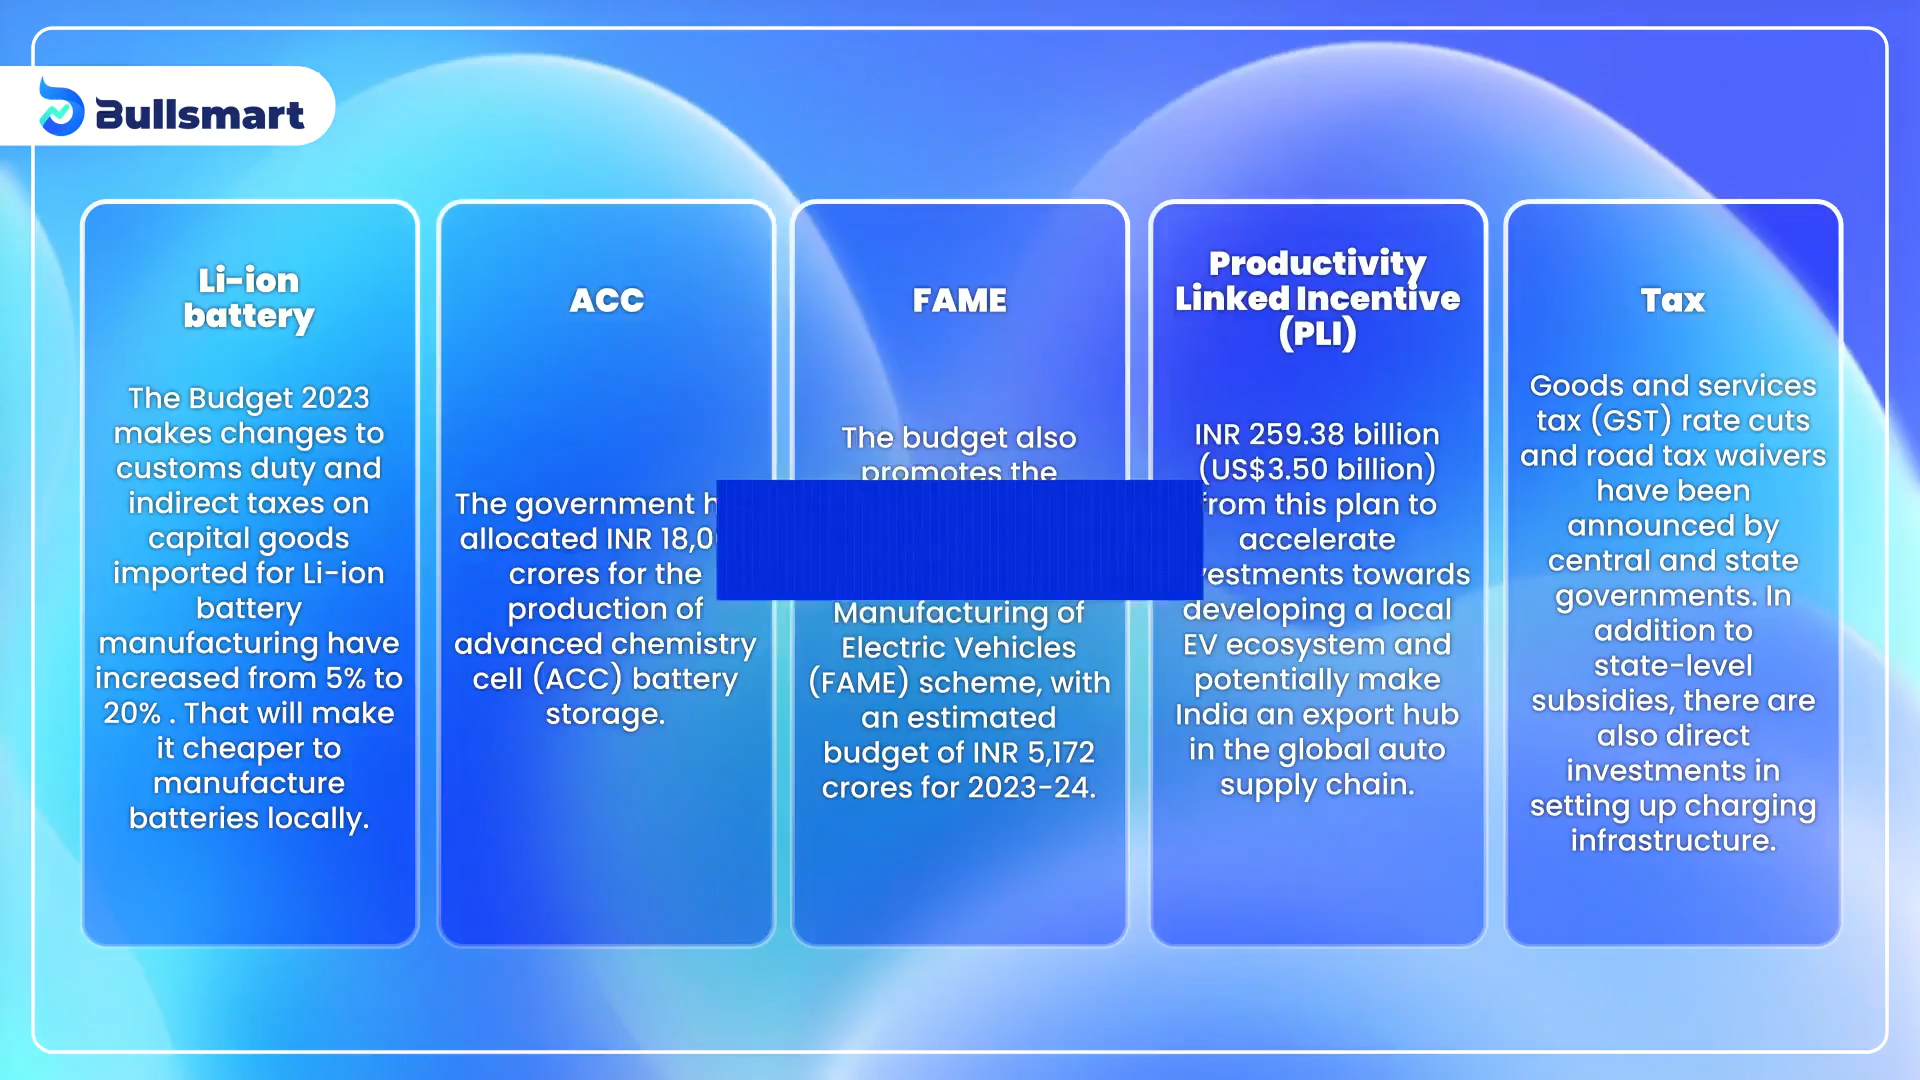 Bullsmart
Li-ion
battery
The Budget 2023
makes changes to
customs duty and
indirect taxes on
capital goods
imported for Li-ion
battery
manufacturing have
increased from 5% to
20% . That will make
it cheaper to
manufacture
batteries locally.
ACC
The government
allocated INR
crores for the
production of
advanced chemistry
cell (ACC) battery
storage.
FAME
The budget also
promotes the
Manufacturing of
Electric Vehicles
(FAME) scheme, with
an estimated
budget of INR 5,172
crores for 2023-24.
Productivity
Linked Incentive
(PLI)
INR 259.38 billion
(US$3.50 billion)
from this plan to
accelerate
towards
developing a local
EV ecosystem and
potentially make
India an export hub
in the global auto
supply chain.
Tax
Goods and services
tax (GST) rate cuts
and road tax waivers
have been
announced by
central and state
governments. In
addition to
state-level
subsidies, there are
also direct
investments in
setting up charging
infrastructure.